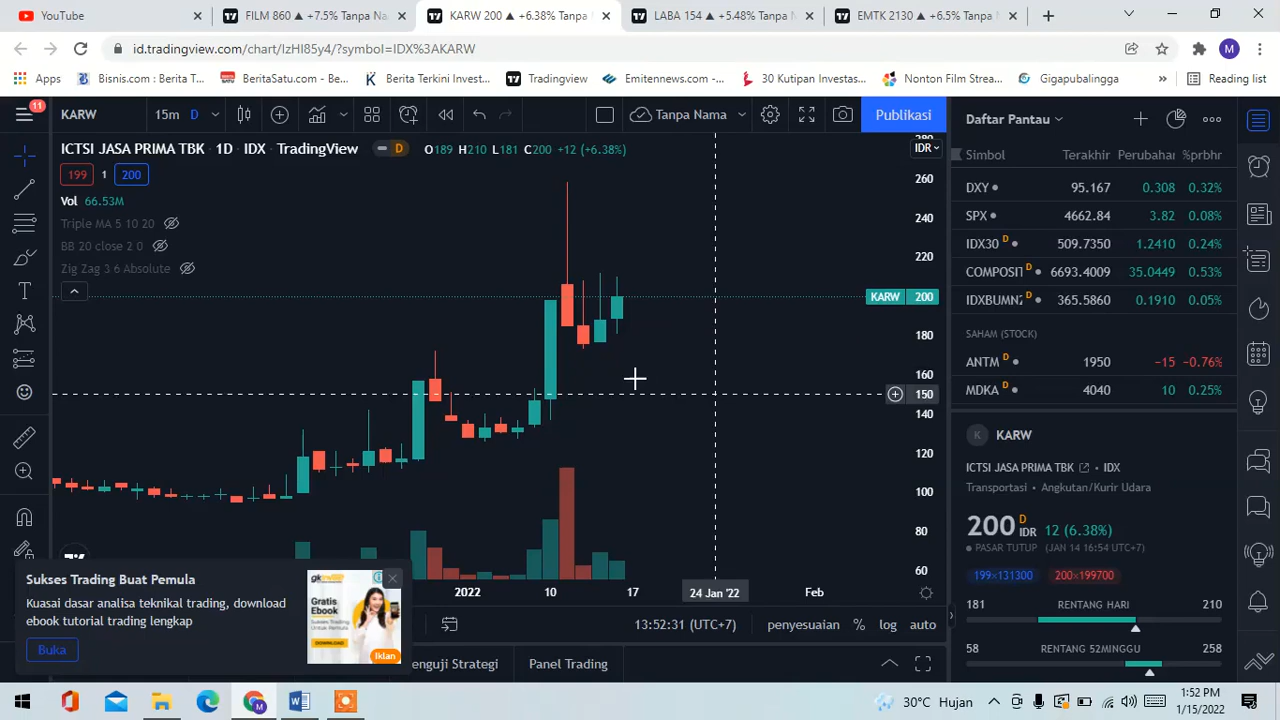 YouTube
FILM 860 ▲ +7.5% Tanpa Na
KARW 200 ▲ +6.38% Tanpa N
LABA 154 ▲ +5.48% Tanpa N
EMTK 2130 ▲ +6.5% Tanpa N
id.tradingview.com/chart/IzHI85y4/?symbol=IDX%3AKARW
M
Apps
Bisnis.com : Berita T...
BeritaSatu.com - Ber...
Berita Terkini Invest...
Tradingview
Emitennews.com - E...
30 Kutipan Investas...
Nonton Film Strea...
Gigapubalingga
»
Reading list
11
KARW
15m
D
Tanpa Nama
Publikasi
Daftar Pantau
ICTSI JASA PRIMA TBK · 1D · IDX · TradingView
D
O189 H210 L181 C200 +12 (+6.38%)
IDR
199 1 200
Vol 66.53M
Triple MA 5 10 20
BB 20 close 2 0
Zig Zag 3 6 Absolute
280
260
240
220
KARW 200
180
160
150
140
120
100
80
60
Simbol Terakhir Perubahan %prbhr
DXY 95.167 0.308 0.32%
SPX 4662.84 3.82 0.08%
IDX30 D 509.7350 1.2410 0.24%
COMPOSIT D 6693.4009 35.0449 0.53%
IDXBUMN2 D 365.5860 0.1910 0.05%
SAHAM (STOCK)
ANTM 1950 -15 -0.76%
MDKA 4040 10 0.25%
K KARW
ICTSI JASA PRIMA TBK · IDX
Transportasi · Angkutan/Kurir Udara
200 D IDR 12 (6.38%)
PASAR TUTUP (JAN 14 16:54 UTC+7)
199×131300 200×199700
181 RENTANG HARI 210
58 RENTANG 52MINGGU 258
2022 10 17 24 Jan '22 Feb
Sukses Trading Buat Pemula
Kuasai dasar analisa teknikal trading, download
ebook tutorial trading lengkap
Buka
Gratis
Ebook
DOWNLOAD
Iklan
13:52:31 (UTC+7) penyesuaian % log auto
enguji Strategi Panel Trading
30°C Hujan
1:52 PM
1/15/2022